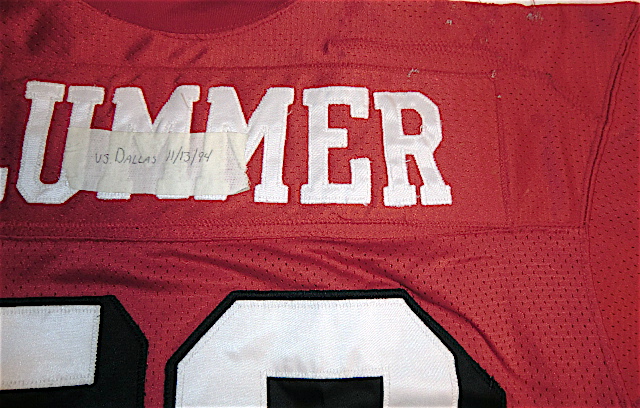 LUMMER
VS. DALLAS 11/13/94